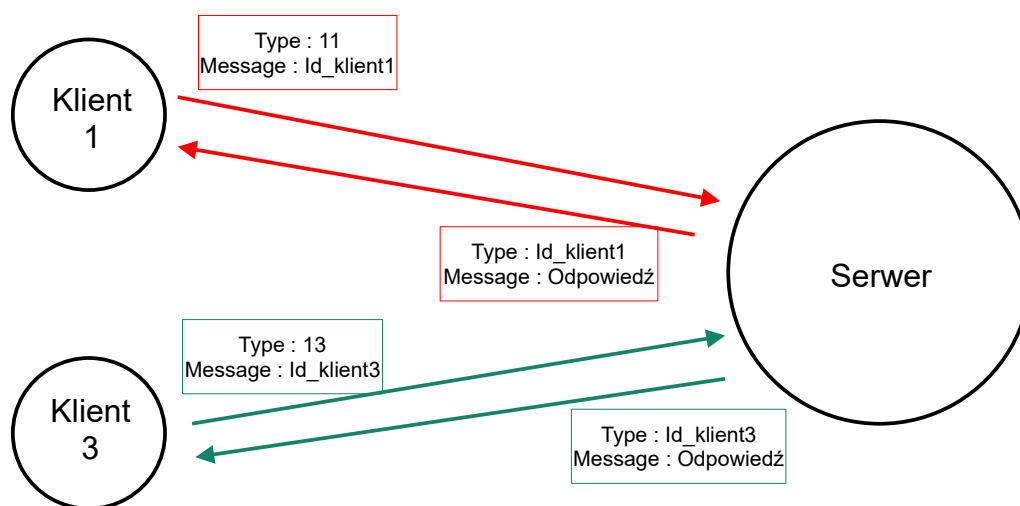 Type : 11
Message : Id_klient1
Klient
1
Type : Id_klient1
Message : Odpowiedź
Serwer
Type : 13
Message : Id_klient3
Klient
3
Type : Id_klient3
Message : Odpowiedź